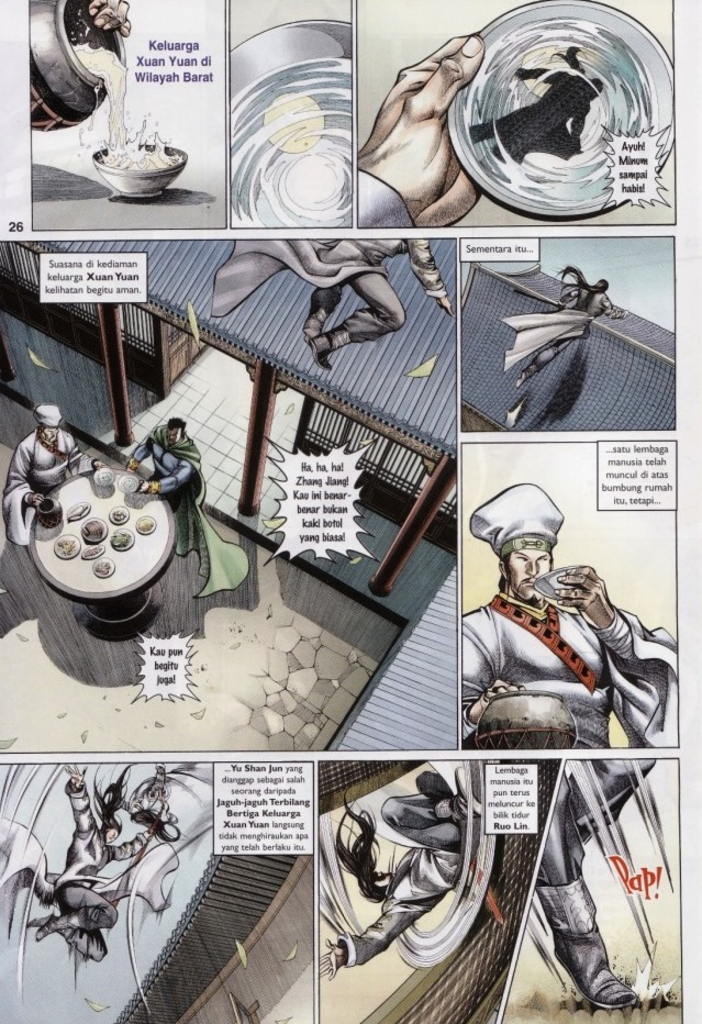 Keluarga
Xuan Yuan di
Wilayah Barat
Ayuh!
Minum
sampai
habis!
26
Suasana di kediaman
keluarga Xuan Yuan
kelihatan begitu aman.
Sementara itu...
Ha, ha, ha!
Zhang Jiang!
Kau ini benar-
benar bukan
kaki botol
yang biasa!
Kau pun
begitu
juga!
...satu lembaga
manusia telah
muncul di atas
bumbung rumah
itu, tetapi...
...Yu Shan Jun yang
dianggap sebagai salah
seorang daripada
Jaguh-jaguh Terbilang
Bertiga Keluarga
Xuan Yuan langsung
tidak menghiraukan apa
yang telah berlaku itu.
Lembaga
manusia itu
pun terus
meluncur ke
bilik tidur
Ruo Lin.
Pap!